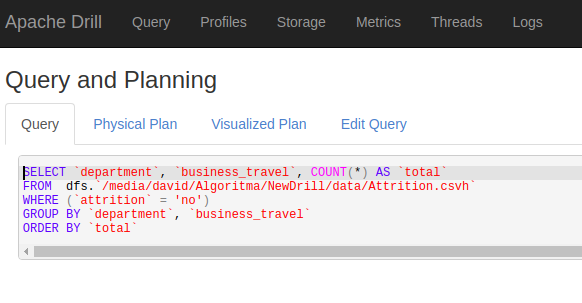 Apache Drill Query Profiles Storage Metrics Threads Logs
Query and Planning
Query Physical Plan Visualized Plan Edit Query
SELECT `department`, `business_travel`, COUNT(*) AS `total`
FROM  dfs.`/media/david/Algoritma/NewDrill/data/Attrition.csvh`
WHERE (`attrition` = 'no')
GROUP BY `department`, `business_travel`
ORDER BY `total`